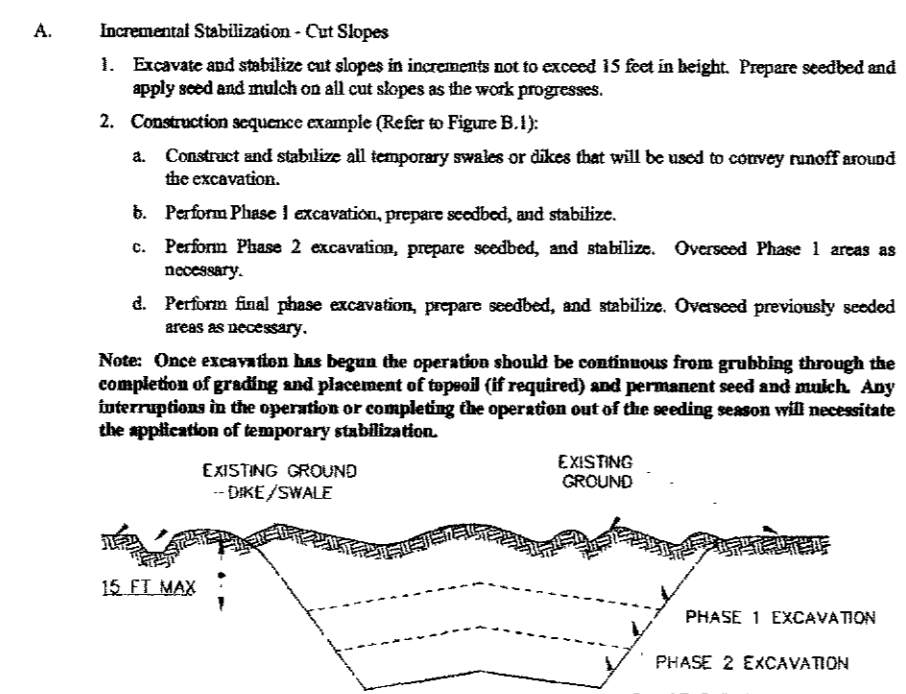 A. Incremental Stabilization - Cut Slopes
1. Excavate and stabilize cut slopes in increments not to exceed 15 feet in height. Prepare seedbed and
apply seed and mulch on all cut slopes as the work progresses.
2. Construction sequence example (Refer to Figure B.1):
a. Construct and stabilize all temporary swales or dikes that will be used to convey runoff around
the excavation.
b. Perform Phase 1 excavation, prepare seedbed, and stabilize.
c. Perform Phase 2 excavation, prepare seedbed, and stabilize. Overseed Phase 1 areas as
necessary.
d. Perform final phase excavation, prepare seedbed, and stabilize. Overseed previously seeded
areas as necessary.
Note: Once excavation has begun the operation should be continuous from grubbing through the
completion of grading and placement of topsoil (if required) and permanent seed and mulch. Any
interruptions in the operation or completing the operation out of the seeding season will necessitate
the application of temporary stabilization.
EXISTING GROUND
DIKE/SWALE
EXISTING
GROUND
15 FT MAX
PHASE 1 EXCAVATION
PHASE 2 EXCAVATION